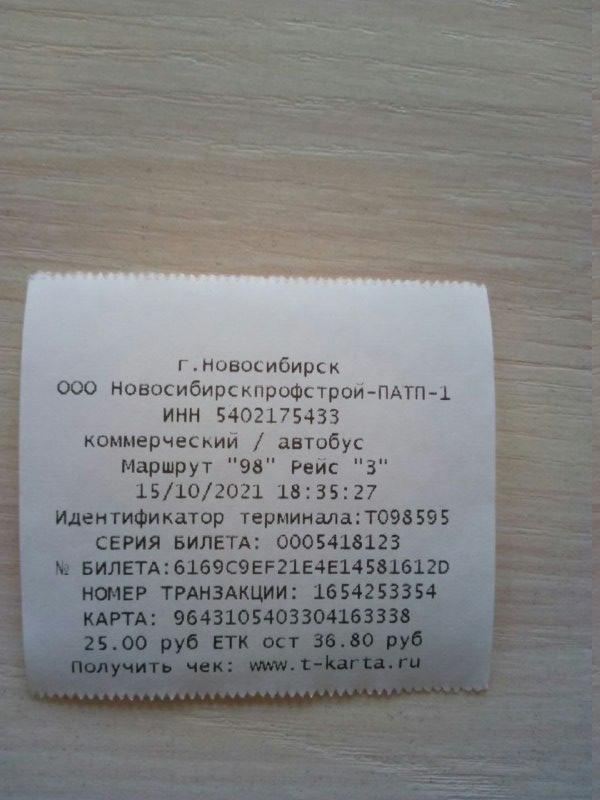 г.Новосибирск
ООО Новосибирскпрофстрой-ПАТП-1
ИНН 5402175433
коммерческий / автобус
Маршрут "98" Рейс "3"
15/10/2021 18:35:27
Идентификатор терминала:T098595
СЕРИЯ БИЛЕТА: 0005418123
№ БИЛЕТА:6169C9EF21E4E14581612D
НОМЕР ТРАНЗАКЦИИ: 1654253354
КАРТА: 9643105403304163338
25.00 руб ЕТК ост 36.80 руб
Получить чек: www.t-karta.ru